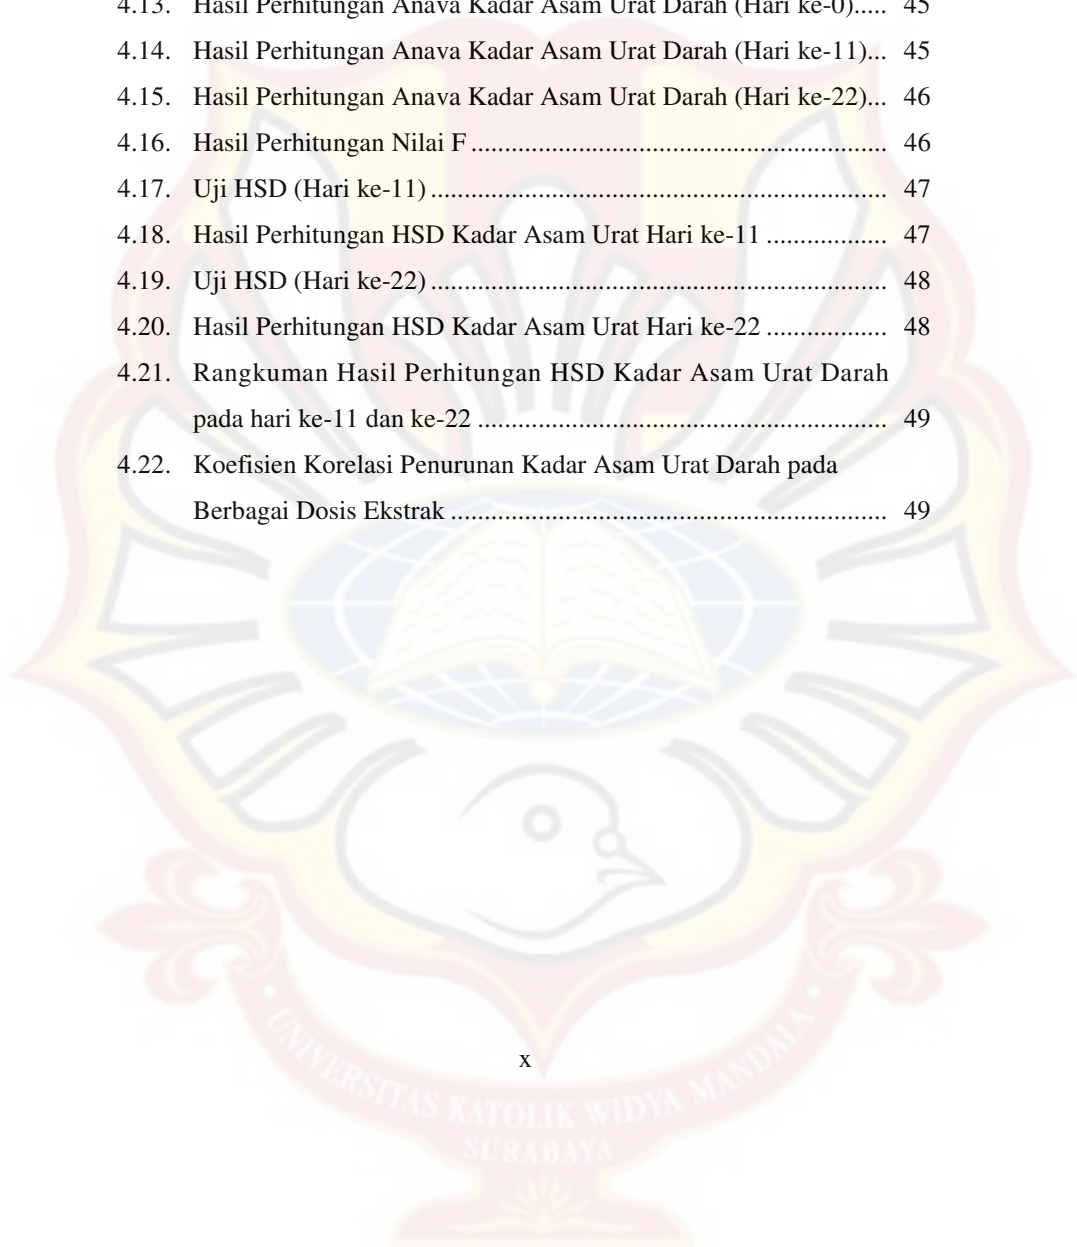 4.13. Hasil Perhitungan Anava Kadar Asam Urat Darah (Hari ke-0)..... 45
4.14. Hasil Perhitungan Anava Kadar Asam Urat Darah (Hari ke-11)... 45
4.15. Hasil Perhitungan Anava Kadar Asam Urat Darah (Hari ke-22)... 46
4.16. Hasil Perhitungan Nilai F .............................................................. 46
4.17. Uji HSD (Hari ke-11) .................................................................... 47
4.18. Hasil Perhitungan HSD Kadar Asam Urat Hari ke-11 .................. 47
4.19. Uji HSD (Hari ke-22) .................................................................... 48
4.20. Hasil Perhitungan HSD Kadar Asam Urat Hari ke-22 .................. 48
4.21. Rangkuman Hasil Perhitungan HSD Kadar Asam Urat Darah
pada hari ke-11 dan ke-22 ............................................................. 49
4.22. Koefisien Korelasi Penurunan Kadar Asam Urat Darah pada
Berbagai Dosis Ekstrak ................................................................. 49
x
UNIVERSITAS KATOLIK WIDYA MANDALA
SURABAYA